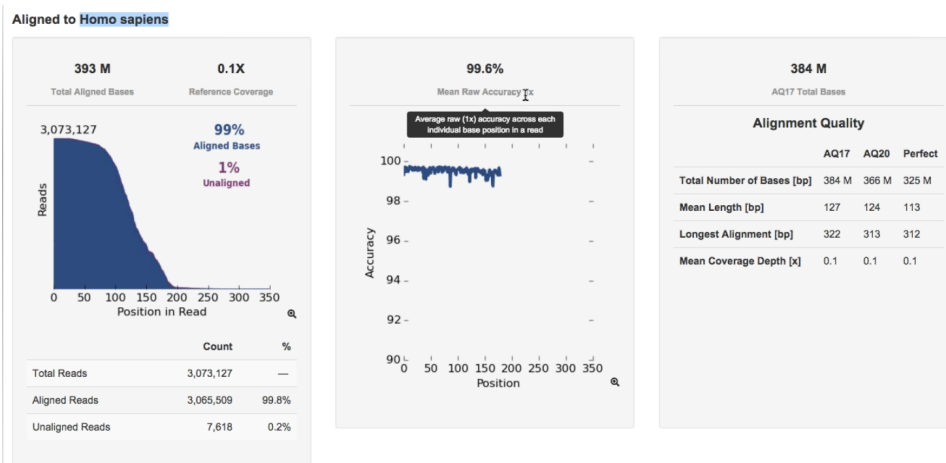 Aligned to Homo sapiens
393 M 0.1X
Total Aligned Bases Reference Coverage
3,073,127
99%
Aligned Bases
1%
Unaligned
Reads
0 50 100 150 200 250 300 350
Position in Read
Count %
Total Reads 3,073,127 —
Aligned Reads 3,065,509 99.8%
Unaligned Reads 7,618 0.2%
99.6%
Mean Raw Accuracy 1x
Average raw (1x) accuracy across each
individual base position in a read
100
98
96
94
92
90
Accuracy
0 50 100 150 200 250 300 350
Position
384 M
AQ17 Total Bases
Alignment Quality
AQ17 AQ20 Perfect
Total Number of Bases [bp] 384 M 366 M 325 M
Mean Length [bp] 127 124 113
Longest Alignment [bp] 322 313 312
Mean Coverage Depth [x] 0.1 0.1 0.1